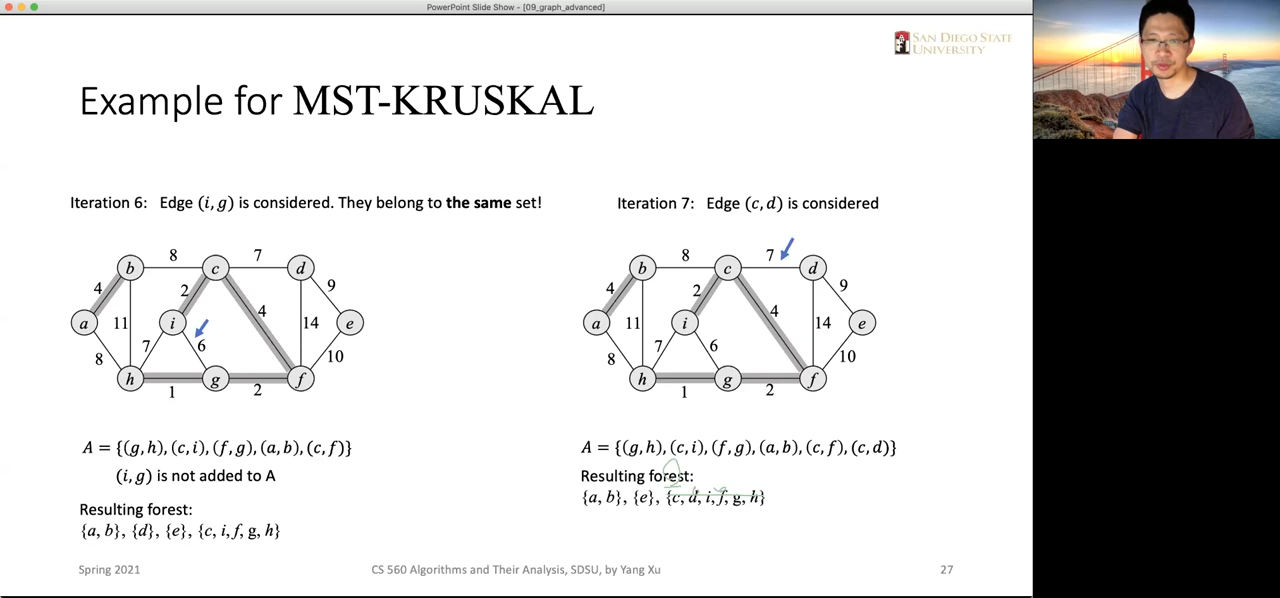 PowerPoint Slide Show - [09_graph_advanced]
SAN DIEGO STATE
UNIVERSITY
Example for MST-KRUSKAL
Iteration 6: Edge (i, g) is considered. They belong to the same set!
8 7
b c d
4 2 9
4
a 11 i 14 e
7 6
8 10
h g f
1 2
A = {(g, h), (c, i), (f, g), (a, b), (c, f)}
(i, g) is not added to A
Resulting forest:
{a, b}, {d}, {e}, {c, i, f, g, h}
Iteration 7: Edge (c, d) is considered
8 7
b c d
4 2 9
4
a 11 i 14 e
7 6
8 10
h g f
1 2
A = {(g, h), (c, i), (f, g), (a, b), (c, f), (c, d)}
Resulting forest:
{a, b}, {e}, {c, d, i, f, g, h}
Spring 2021
CS 560 Algorithms and Their Analysis, SDSU, by Yang Xu
27